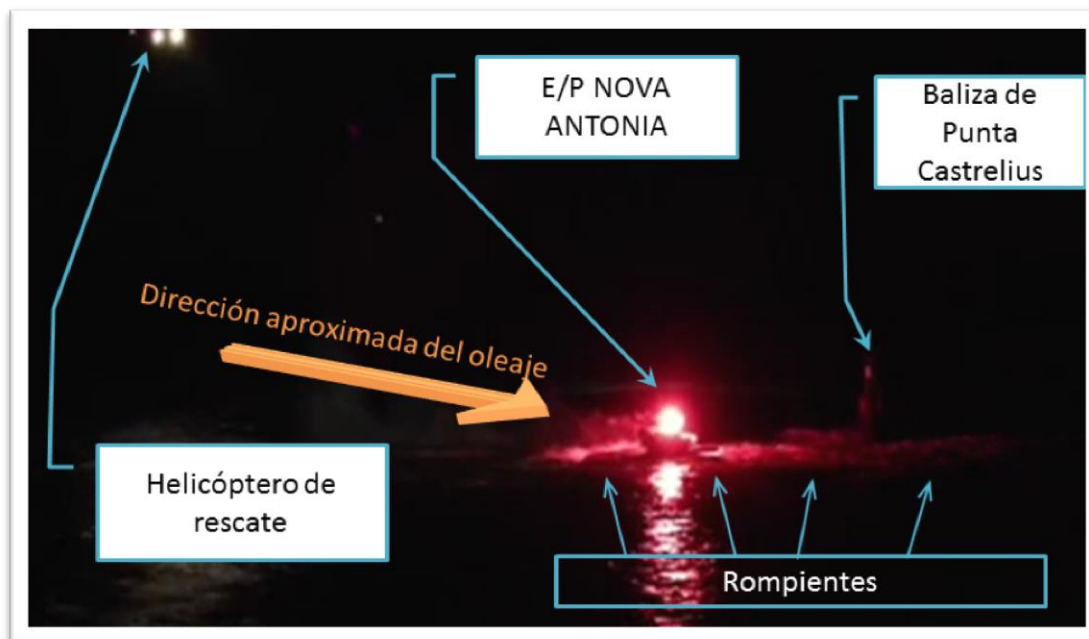 E/P NOVA
ANTONIA
Baliza de
Punta
Castrelius
Dirección aproximada del oleaje
Helicóptero de
rescate
Rompientes